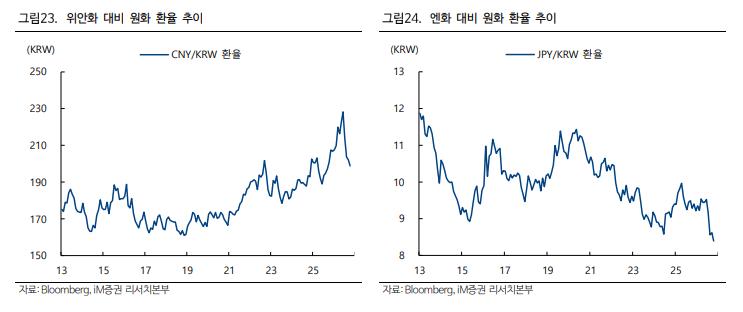 그림23. 위안화 대비 원화 환율 추이
(KRW)
CNY/KRW 환율
250
230
210
190
170
150
13 15 17 19 21 23 25
자료: Bloomberg, iM증권 리서치본부
그림24. 엔화 대비 원화 환율 추이
(KRW)
JPY/KRW 환율
13
12
11
10
9
8
13 15 17 19 21 23 25
자료: Bloomberg, iM증권 리서치본부